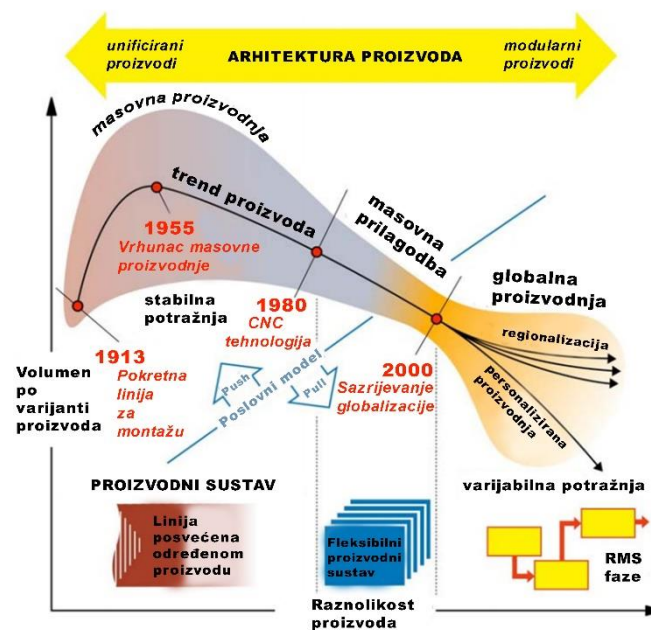 unificirani
proizvodi
ARHITEKTURA PROIZVODA
modularni
proizvodi
masovna proizvodnja
trend proizvoda
masovna
prilagodba
1955
Vrhunac masovne
proizvodnje
globalna
proizvodnja
stabilna
potražnja
1980
CNC
tehnologija
regionalizacija
1913
Pokretna
linija
za
montažu
Volumen
po
varijanti
proizvoda
Push
Poslovni model
Pull
2000
Sazrijevanje
globalizacije
personalizirana
proizvodnja
PROIZVODNI SUSTAV
varijabilna potražnja
Linija
posvećena
određenom
proizvodu
Fleksibilni
proizvodni
sustav
RMS
faze
Raznolikost
proizvoda